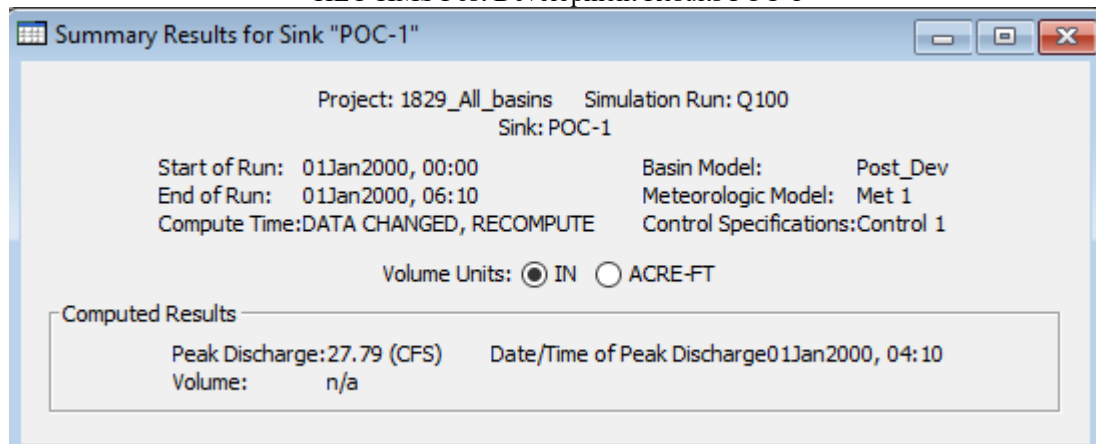 Summary Results for Sink "POC-1"
Project: 1829_All_basins Simulation Run: Q100
Sink: POC-1
Start of Run: 01Jan2000, 00:00 Basin Model: Post_Dev
End of Run: 01Jan2000, 06:10 Meteorologic Model: Met 1
Compute Time:DATA CHANGED, RECOMPUTE Control Specifications:Control 1
Volume Units: IN ACRE-FT
Computed Results
Peak Discharge:27.79 (CFS) Date/Time of Peak Discharge01Jan2000, 04:10
Volume: n/a